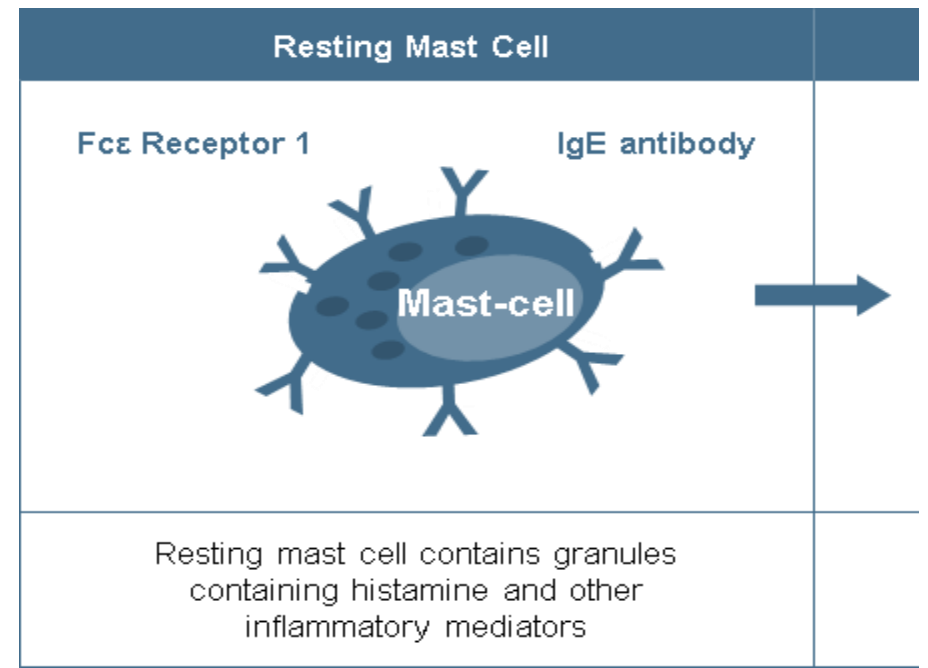 Resting Mast Cell
Fcε Receptor 1
IgE antibody
Mast-cell
Resting mast cell contains granules
containing histamine and other
inflammatory mediators